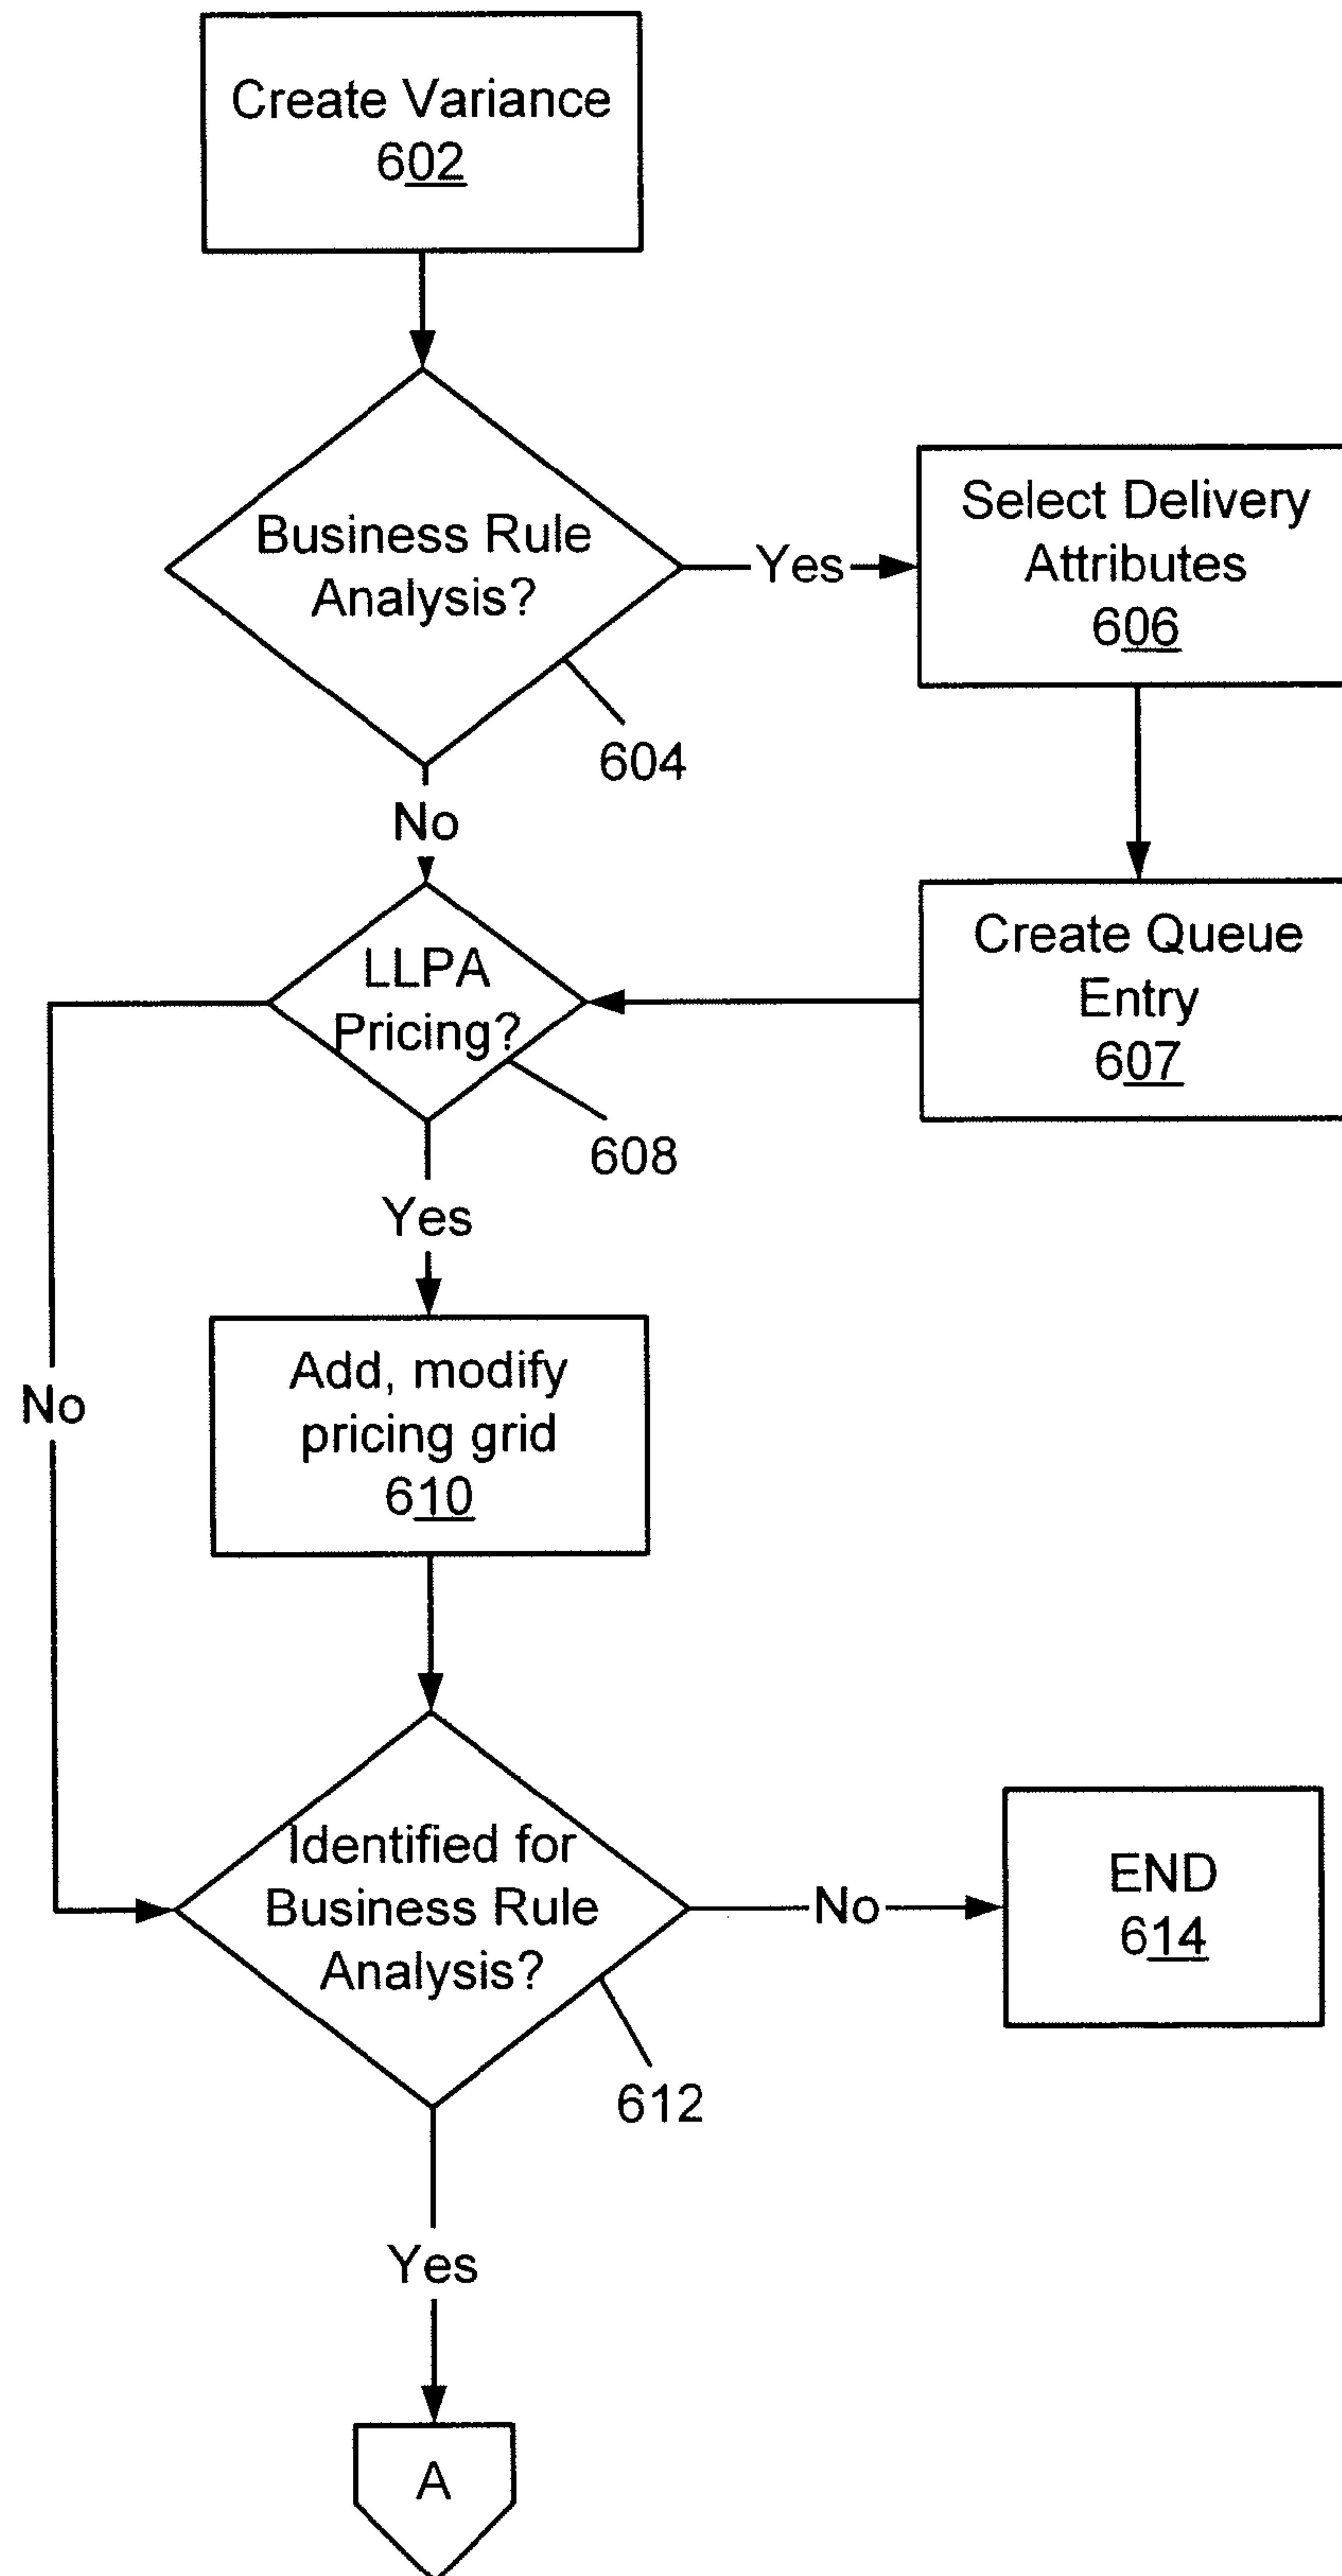 Create Variance
602
Business Rule
Analysis?
Yes
Select Delivery
Attributes
606
604
No
Create Queue
Entry
607
LLPA
Pricing?
608
Yes
Add, modify
pricing grid
610
No
Identified for
Business Rule
Analysis?
No
END
614
612
Yes
A